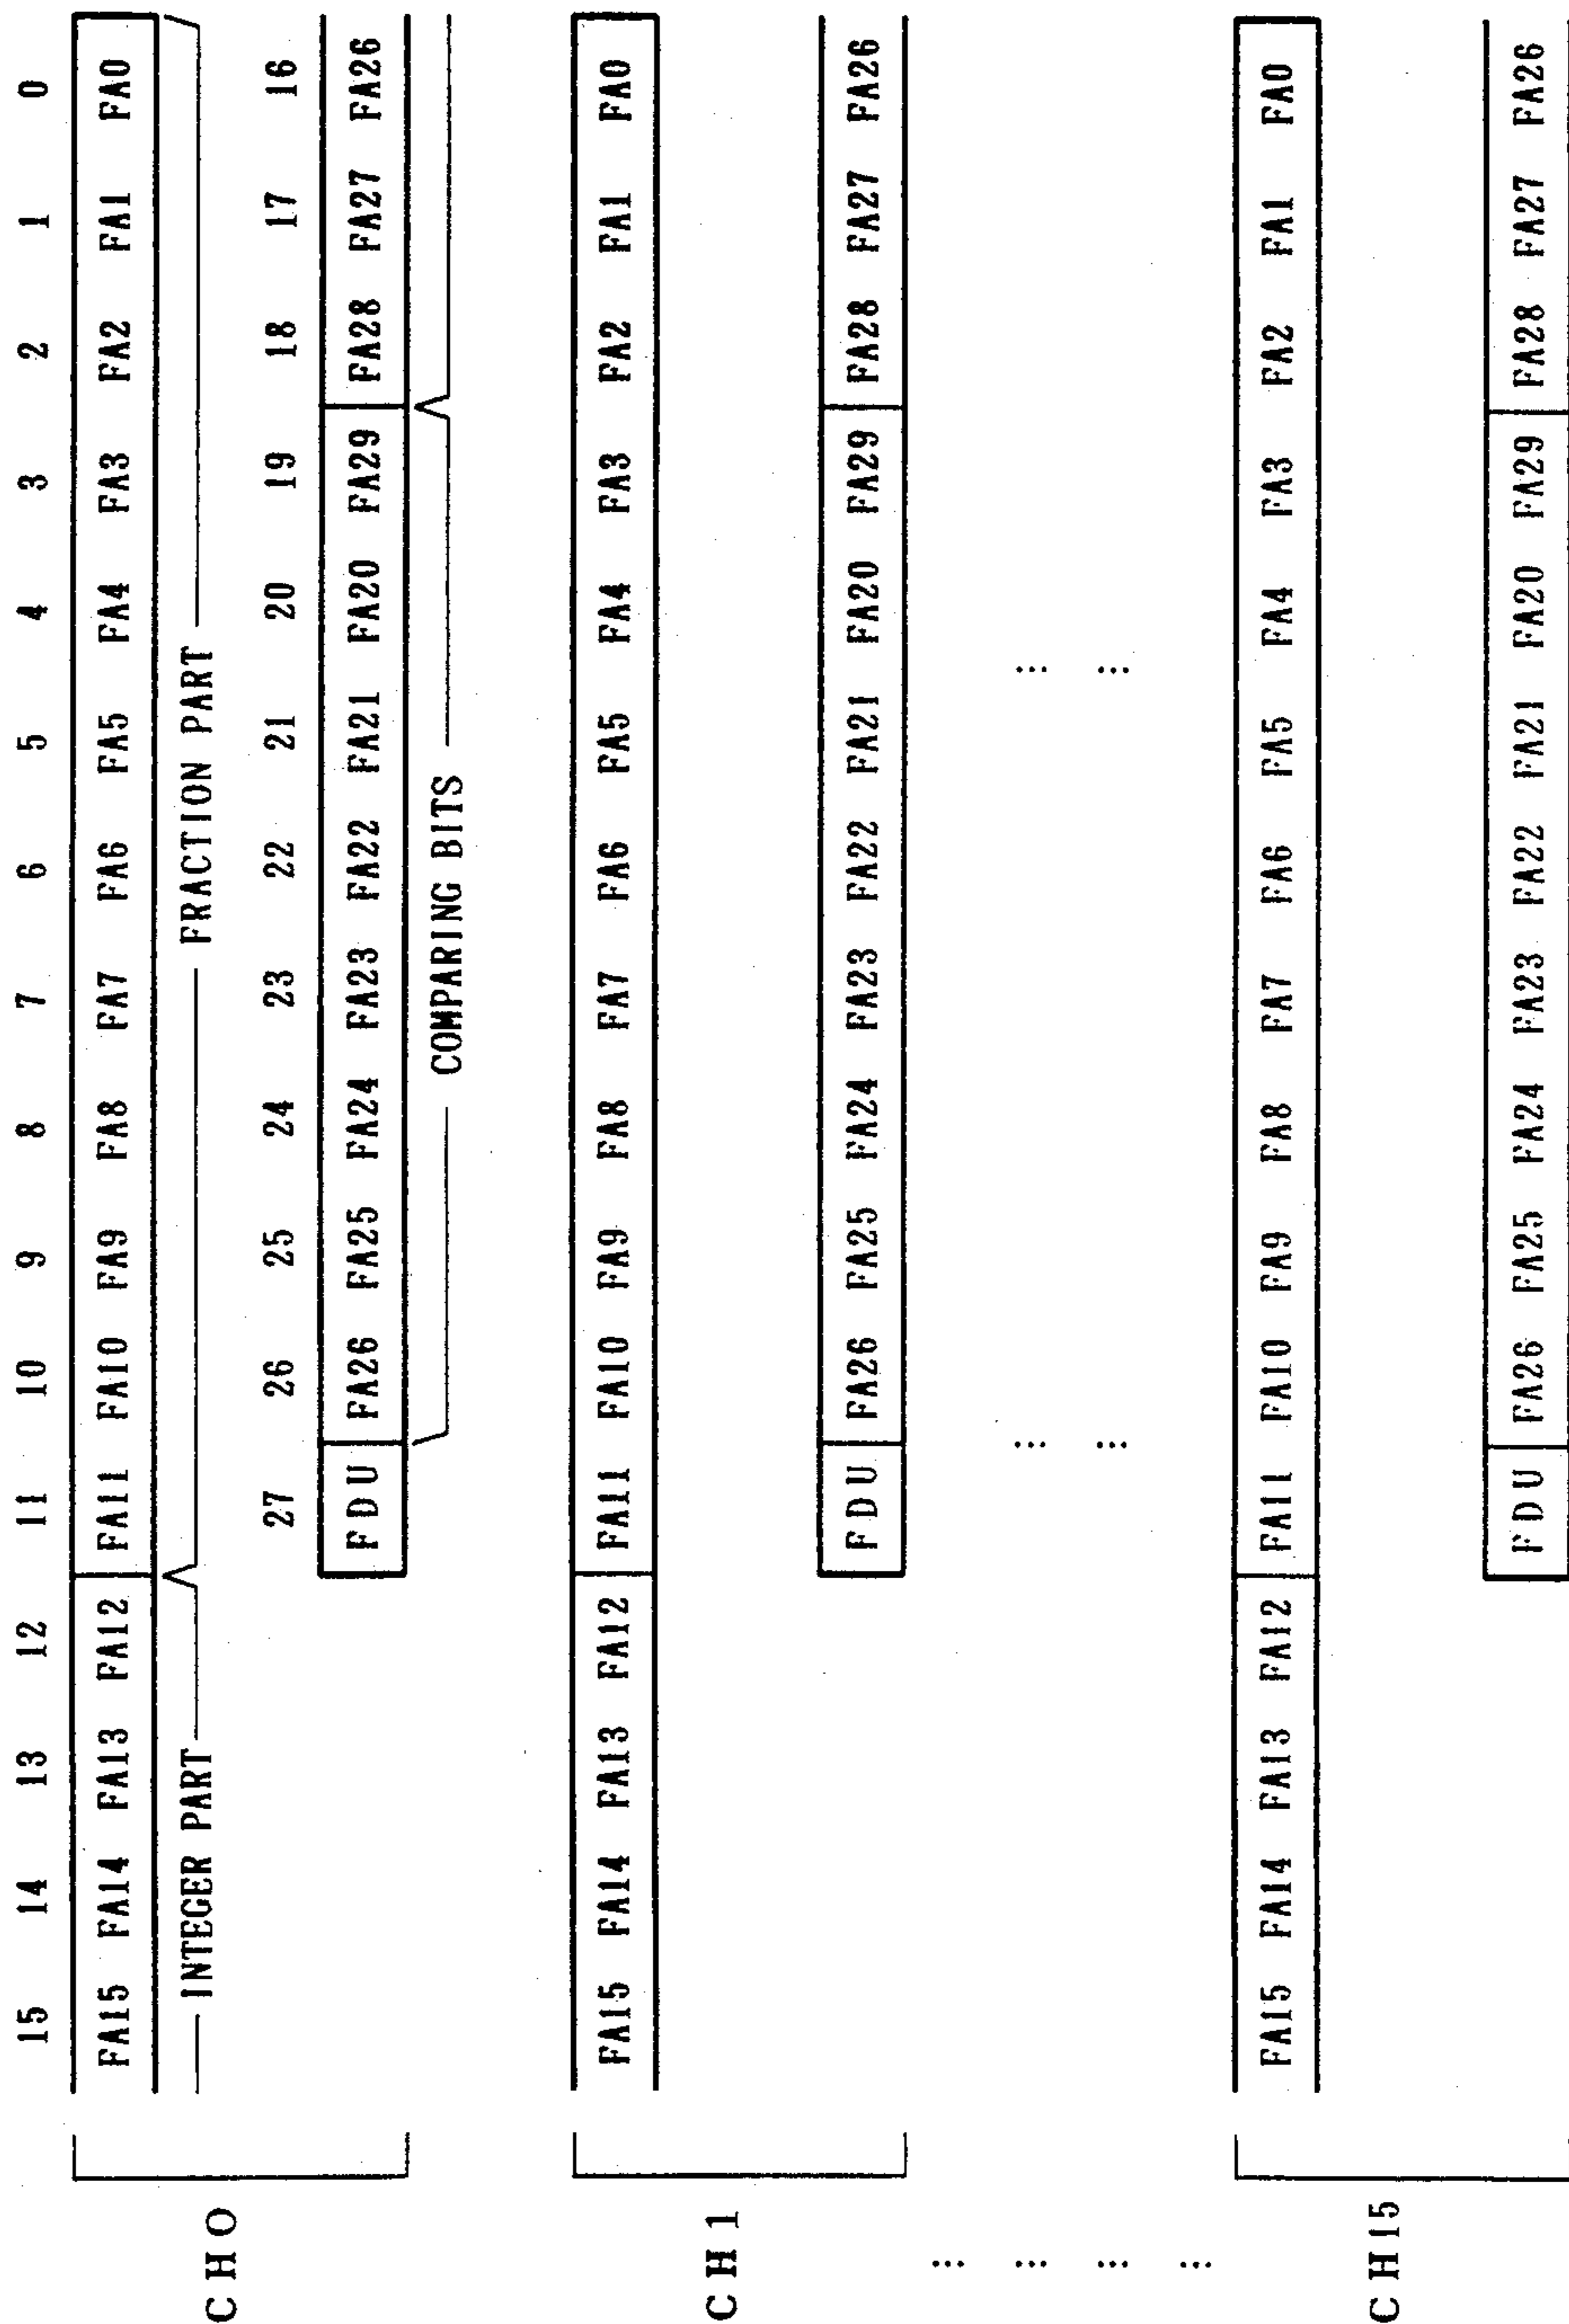 15 14 13 12 11 10 9 8 7 6 5 4 3 2 1 0
FA15 FA14 FA13 FA12 FA11 FA10 FA9 FA8 FA7 FA6 FA5 FA4 FA3 FA2 FA1 FA0
INTEGER PART FRACTION PART
CH0
27 26 25 24 23 22 21 20 19 18 17 16
FDU FA26 FA25 FA24 FA23 FA22 FA21 FA20 FA29 FA28 FA27 FA26
COMPARING BITS
FA15 FA14 FA13 FA12 FA11 FA10 FA9 FA8 FA7 FA6 FA5 FA4 FA3 FA2 FA1 FA0
CH1
FDU FA26 FA25 FA24 FA23 FA22 FA21 FA20 FA29 FA28 FA27 FA26
FA15 FA14 FA13 FA12 FA11 FA10 FA9 FA8 FA7 FA6 FA5 FA4 FA3 FA2 FA1 FA0
CH15
FDU FA26 FA25 FA24 FA23 FA22 FA21 FA20 FA29 FA28 FA27 FA26